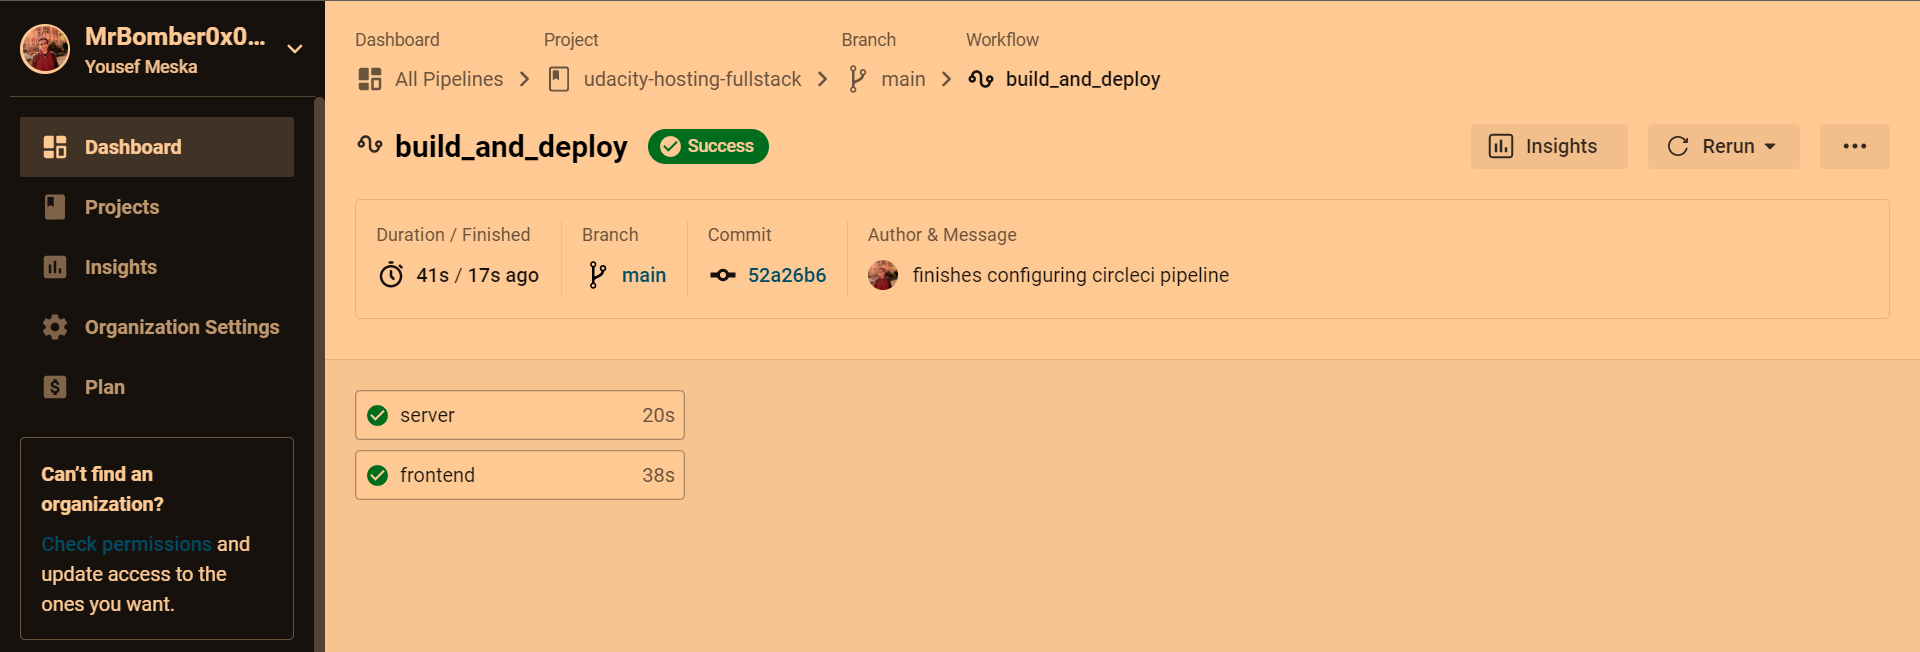 MrBomber0x0...
Yousef Meska
Dashboard
Projects
Insights
Organization Settings
Plan
Can't find an
organization?
Check permissions and
update access to the
ones you want.
Dashboard Project Branch Workflow
All Pipelines udacity-hosting-fullstack main build_and_deploy
build_and_deploy Success Insights Rerun
Duration / Finished Branch Commit Author & Message
41s / 17s ago main 52a26b6 finishes configuring circleci pipeline
server 20s
frontend 38s